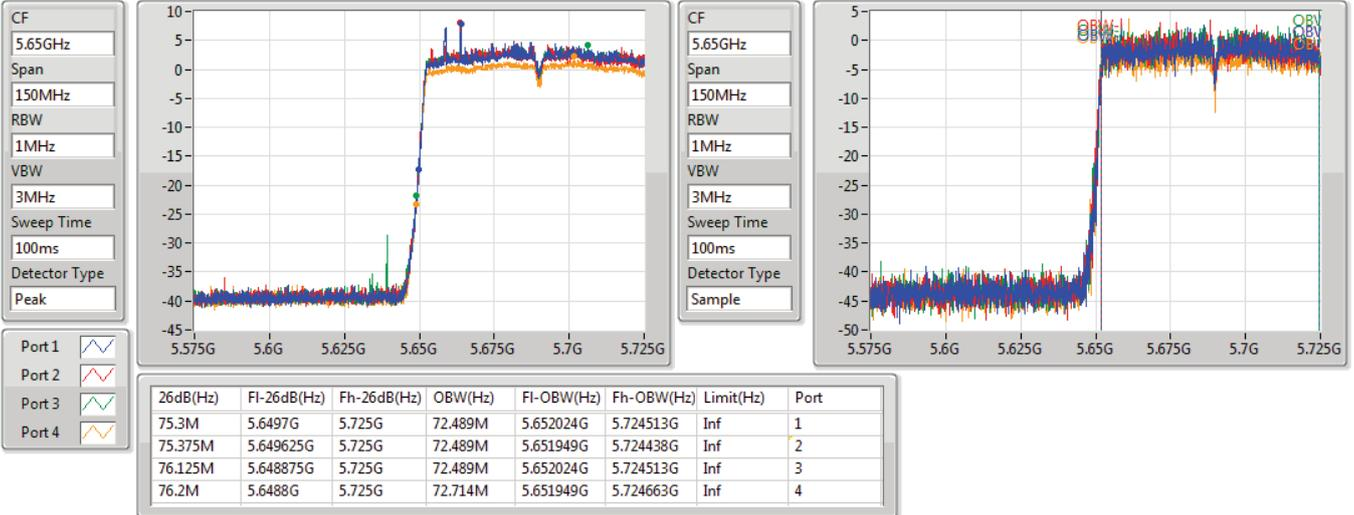 CF
5.65GHz
Span
150MHz
RBW
1MHz
VBW
3MHz
Sweep Time
100ms
Detector Type
Peak
10
5
0
-5
-10
-15
-20
-25
-30
-35
-40
-45
5.575G 5.6G 5.625G 5.65G 5.675G 5.7G 5.725G
CF
5.65GHz
Span
150MHz
RBW
1MHz
VBW
3MHz
Sweep Time
100ms
Detector Type
Sample
5
0
-5
-10
-15
-20
-25
-30
-35
-40
-45
-50
5.575G 5.6G 5.625G 5.65G 5.675G 5.7G 5.725G
Port 1
Port 2
Port 3
Port 4
26dB(Hz) Fl-26dB(Hz) Fh-26dB(Hz) OBW(Hz) Fl-OBW(Hz) Fh-OBW(Hz) Limit(Hz) Port
75.3M 5.6497G 5.725G 72.489M 5.652024G 5.724513G Inf 1
75.375M 5.649625G 5.725G 72.489M 5.651949G 5.724438G Inf 2
76.125M 5.648875G 5.725G 72.489M 5.652024G 5.724513G Inf 3
76.2M 5.6488G 5.725G 72.714M 5.651949G 5.724663G Inf 4